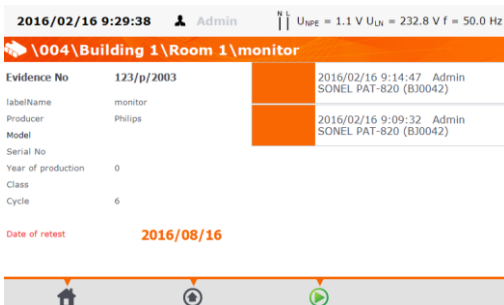 2016/02/16 9:29:38 Admin N L U_NPE = 1.1 V U_LN = 232.8 V f = 50.0 Hz
\004\Building 1\Room 1\monitor
Evidence No 123/p/2003
labelName monitor
Producer Philips
Model
Serial No
Year of production 0
Class
Cycle 6
Date of retest 2016/08/16
2016/02/16 9:14:47 Admin
SONEL PAT-820 (BJ0042)
2016/02/16 9:09:32 Admin
SONEL PAT-820 (BJ0042)